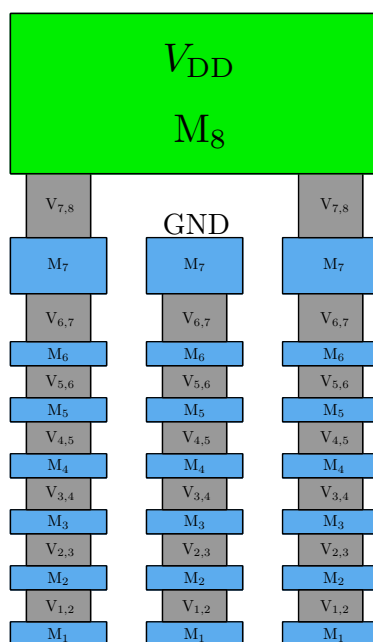 V_DD
M_8
V_7,8 V_7,8
GND
M_7 M_7 M_7
V_6,7 V_6,7 V_6,7
M_6 M_6 M_6
V_5,6 V_5,6 V_5,6
M_5 M_5 M_5
V_4,5 V_4,5 V_4,5
M_4 M_4 M_4
V_3,4 V_3,4 V_3,4
M_3 M_3 M_3
V_2,3 V_2,3 V_2,3
M_2 M_2 M_2
V_1,2 V_1,2 V_1,2
M_1 M_1 M_1